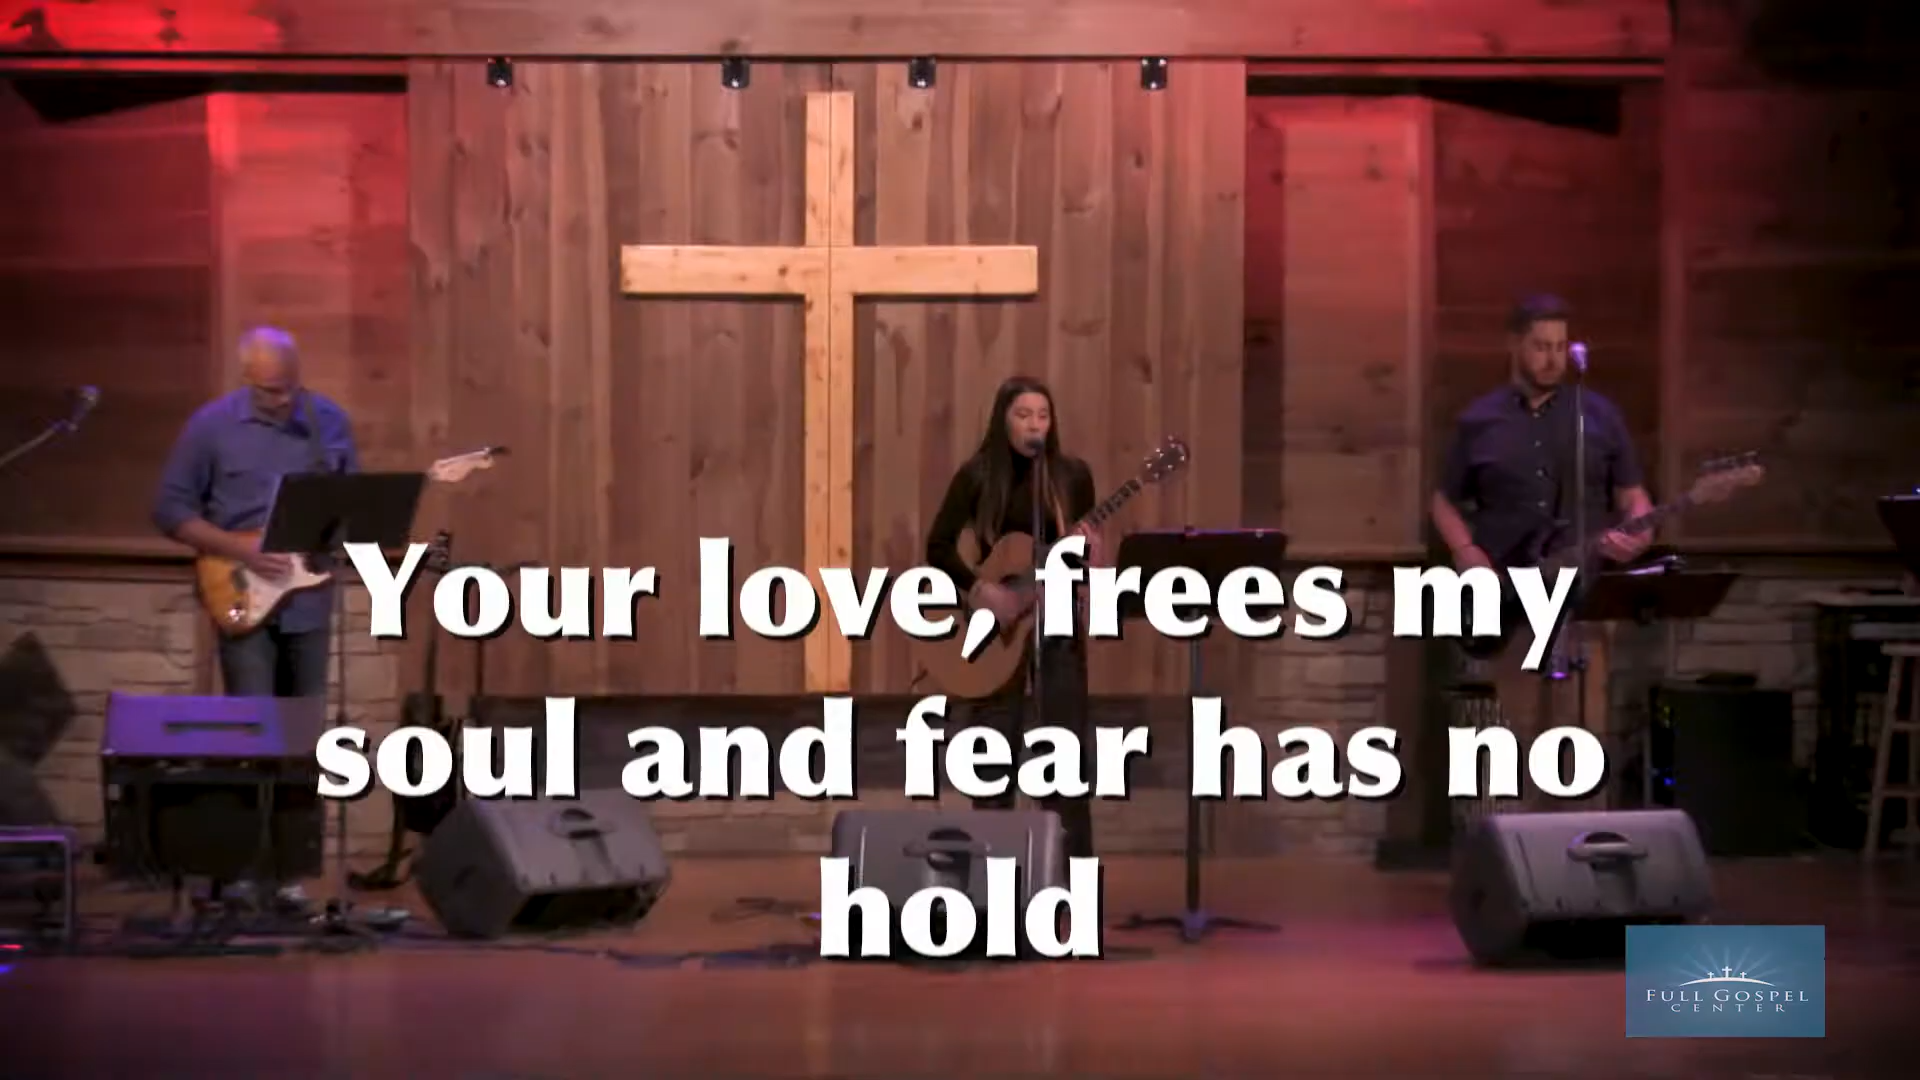 Your love, frees my
soul and fear has no
hold
FULL GOSPEL
CENTER